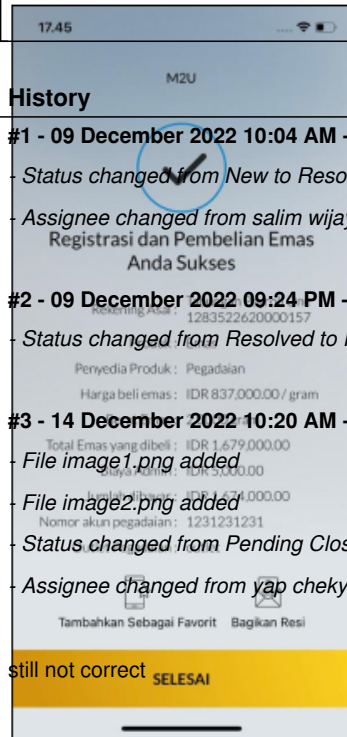 17.45
M2U
History
#1 - 09 December 2022 10:04 AM -
- Status changed from New to Reso
- Assignee changed from salim wijay
Registrasi dan Pembelian Emas
Anda Sukses
#2 - 09 December 2022 09:24 PM -
Rekening Asal :
1283522620000157
- Status changed from Resolved to
Penyedia Produk : Pegadaian
Harga beli emas : IDR 837,000.00 / gram
#3 - 14 December 2022 10:20 AM -
Total Emas yang dibeli : IDR 1,679,000.00
- File image1.png added
Biaya Admin : IDR 5,000.00
- File image2.png added
Jumlah dibayar : IDR 1,674,000.00
Nomor akun pegadaian : 1231231231
- Status changed from Pending Clos
- Assignee changed from yap cheky
Tambahkan Sebagai Favorit Bagikan Resi
still not correct
SELESAI